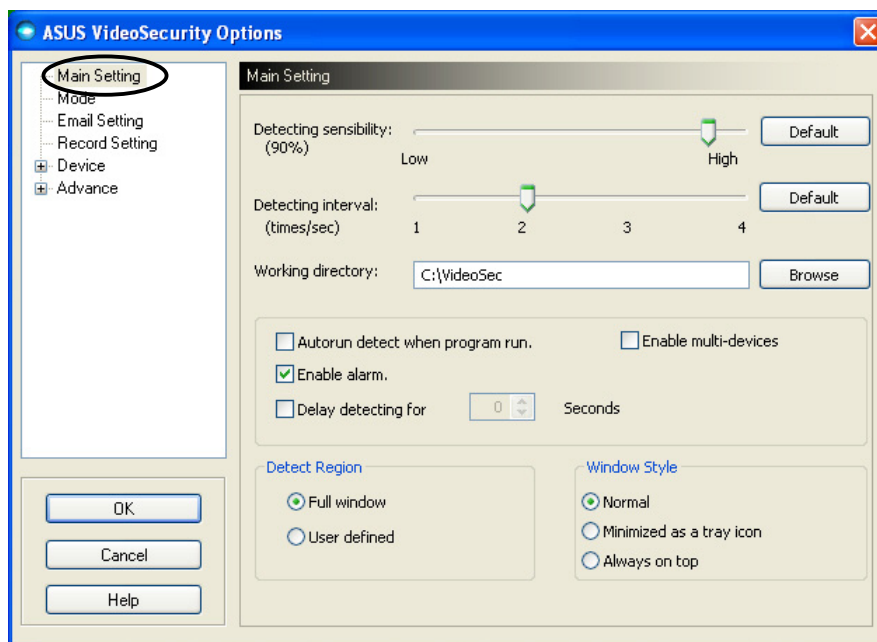 ASUS VideoSecurity Options
Main Setting
Mode
Email Setting
Record Setting
Device
Advance
OK
Cancel
Help
Main Setting
Detecting sensibility:
(90%)
Low
High
Default
Detecting interval:
(times/sec)
1 2 3 4
Default
Working directory:
C:\VideoSec
Browse
Autorun detect when program run.
Enable multi-devices
Enable alarm.
Delay detecting for 0 Seconds
Detect Region
Full window
User defined
Window Style
Normal
Minimized as a tray icon
Always on top